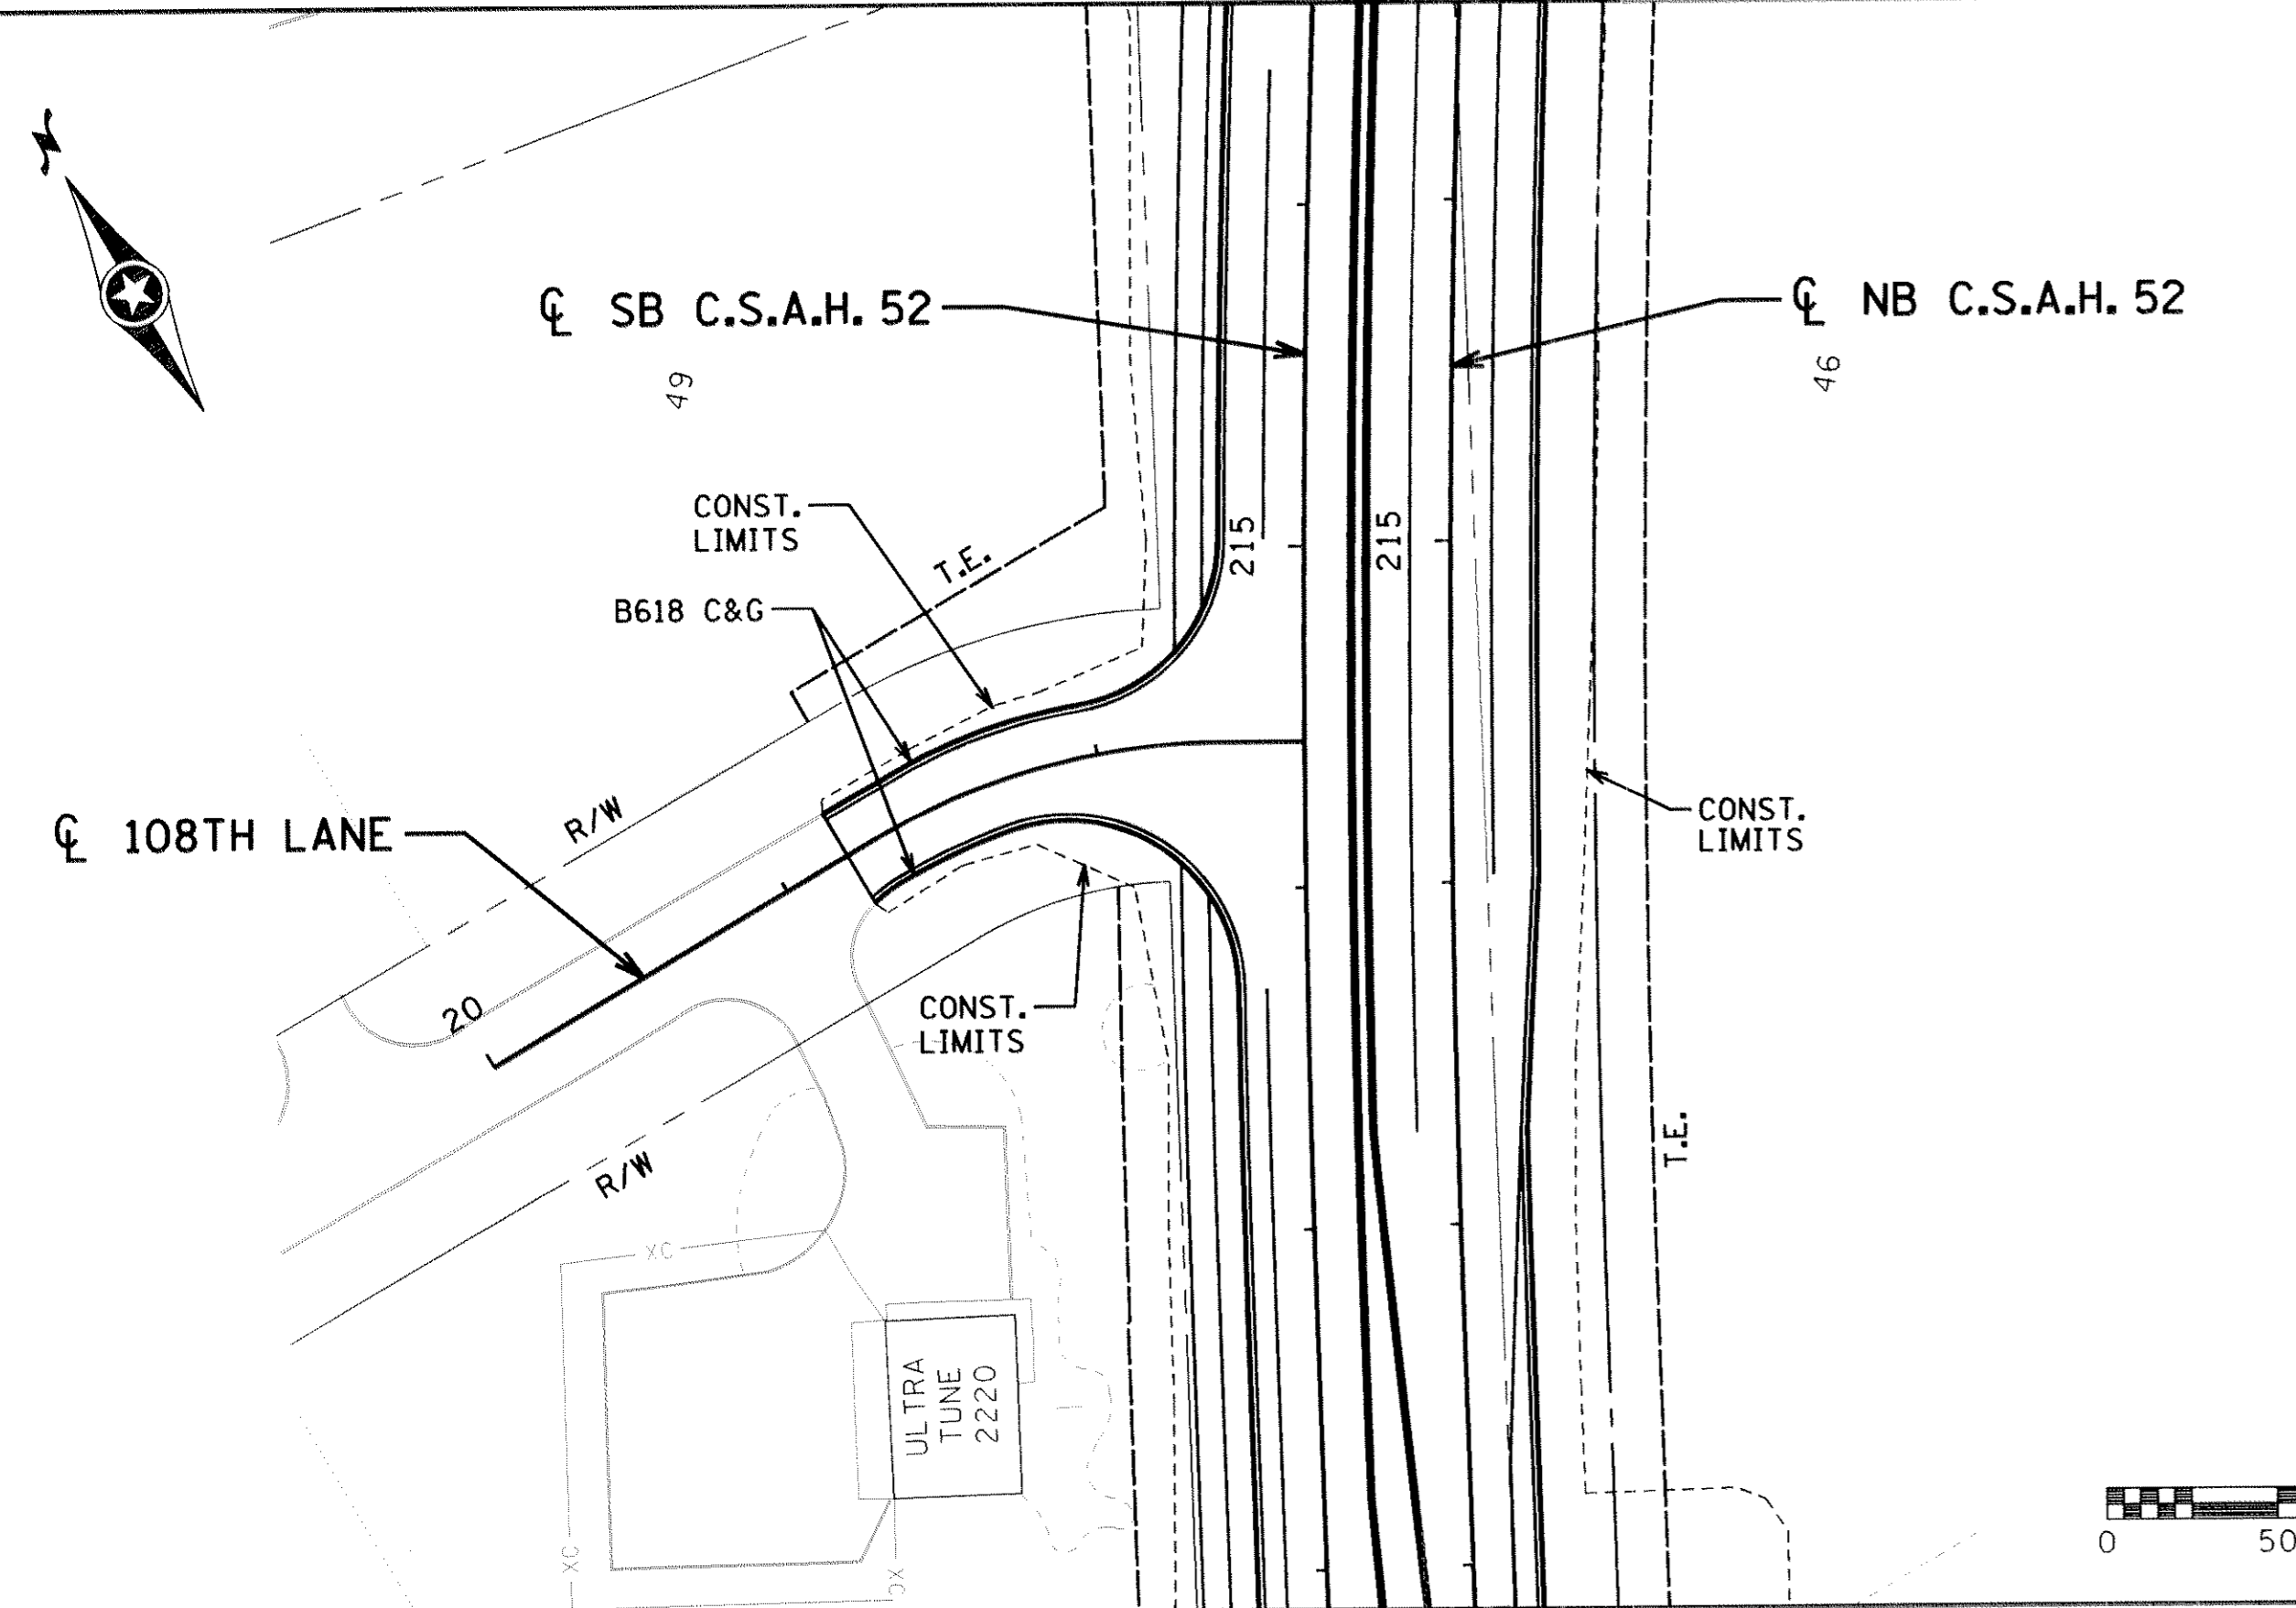 N
℄ SB C.S.A.H. 52
℄ NB C.S.A.H. 52
49
46
CONST.
LIMITS
T.E.
215
215
B618 C&G
R/W
℄ 108TH LANE
CONST.
LIMITS
20
CONST.
LIMITS
T.E.
R/W
XC
ULTRA
TUNE
2220
XC
XC
0 50